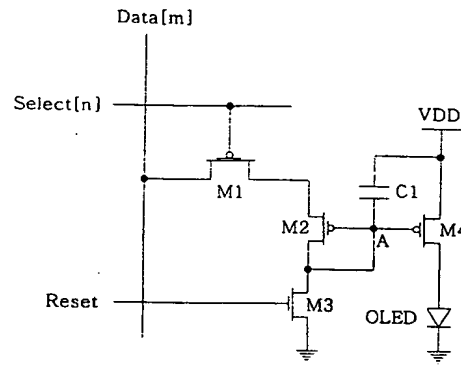 Data[m]
Select[n]
VDD
M1
C1
M2
A
M4
Reset
M3
OLED